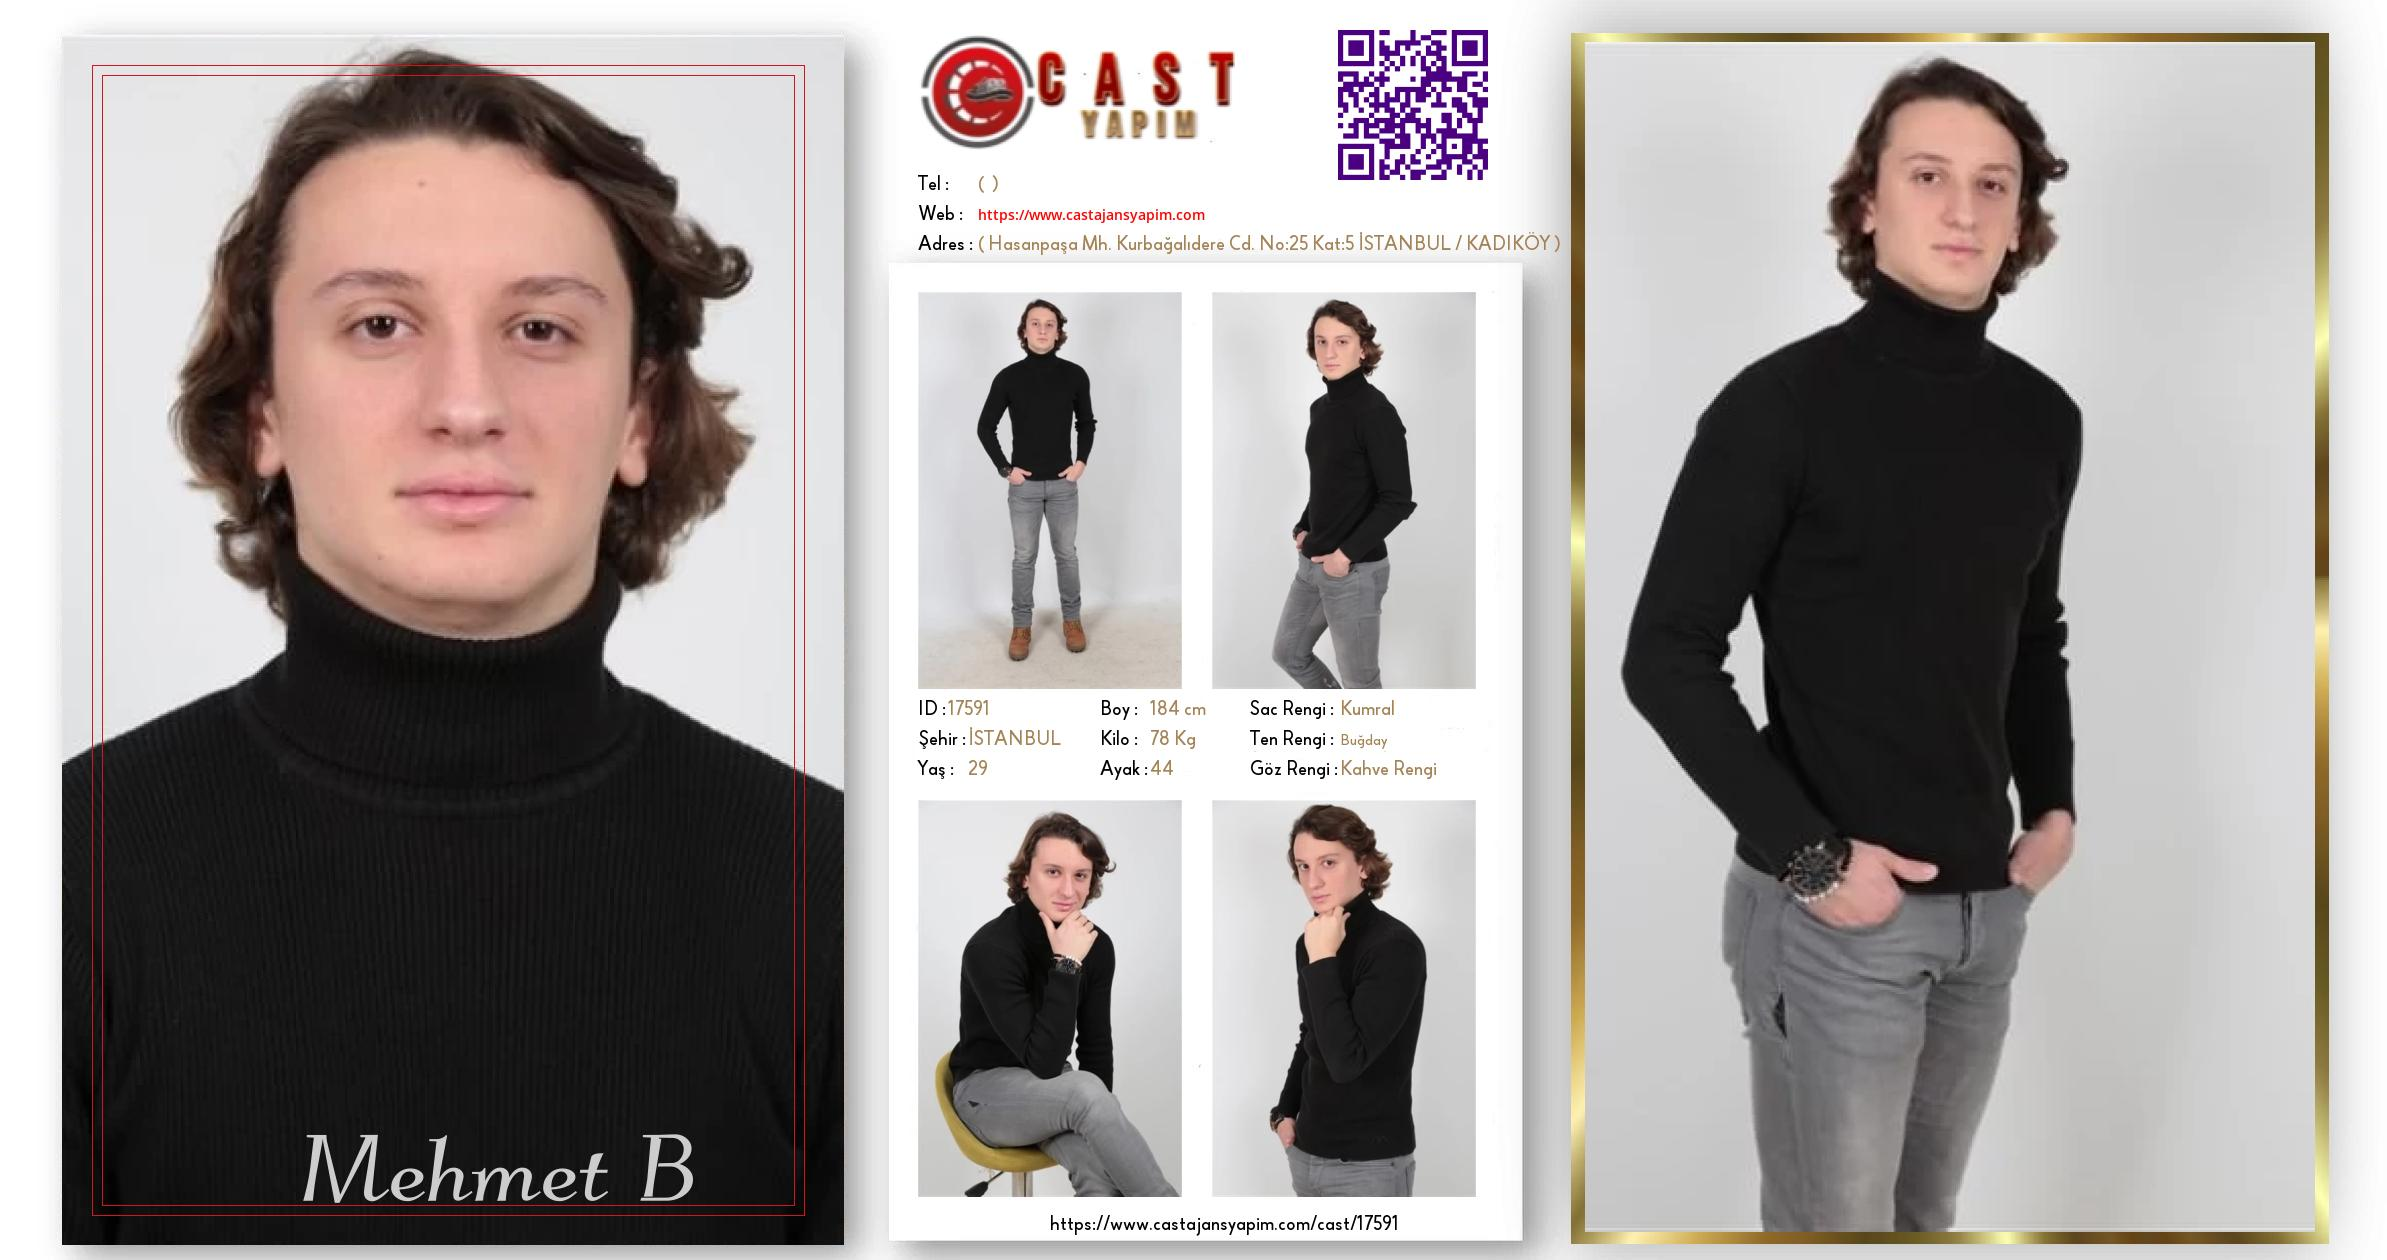 CAST
YAPIM
Tel : ( )
Web : https://www.castajansyapim.com
Adres : ( Hasanpaşa Mh. Kurbağalıdere Cd. No:25 Kat:5 İSTANBUL / KADIKÖY )
ID : 17591 Boy : 184 cm Sac Rengi : Kumral
Şehir : İSTANBUL Kilo : 78 Kg Ten Rengi : Buğday
Yaş : 29 Ayak : 44 Göz Rengi : Kahve Rengi
Mehmet B
https://www.castajansyapim.com/cast/17591